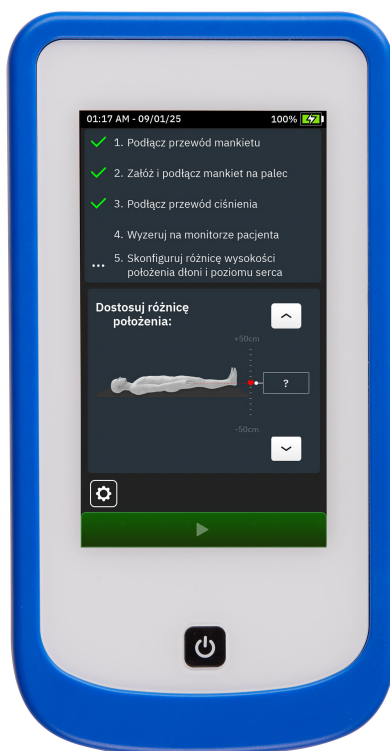 01:17 AM - 09/01/25 100%
1. Podłącz przewód mankietu
2. Załóż i podłącz mankiet na palec
3. Podłącz przewód ciśnienia
4. Wyzeruj na monitorze pacjenta
5. Skonfiguruj różnicę wysokości
położenia dłoni i poziomu serca
Dostosuj różnicę
położenia:
+50cm
?
-50cm